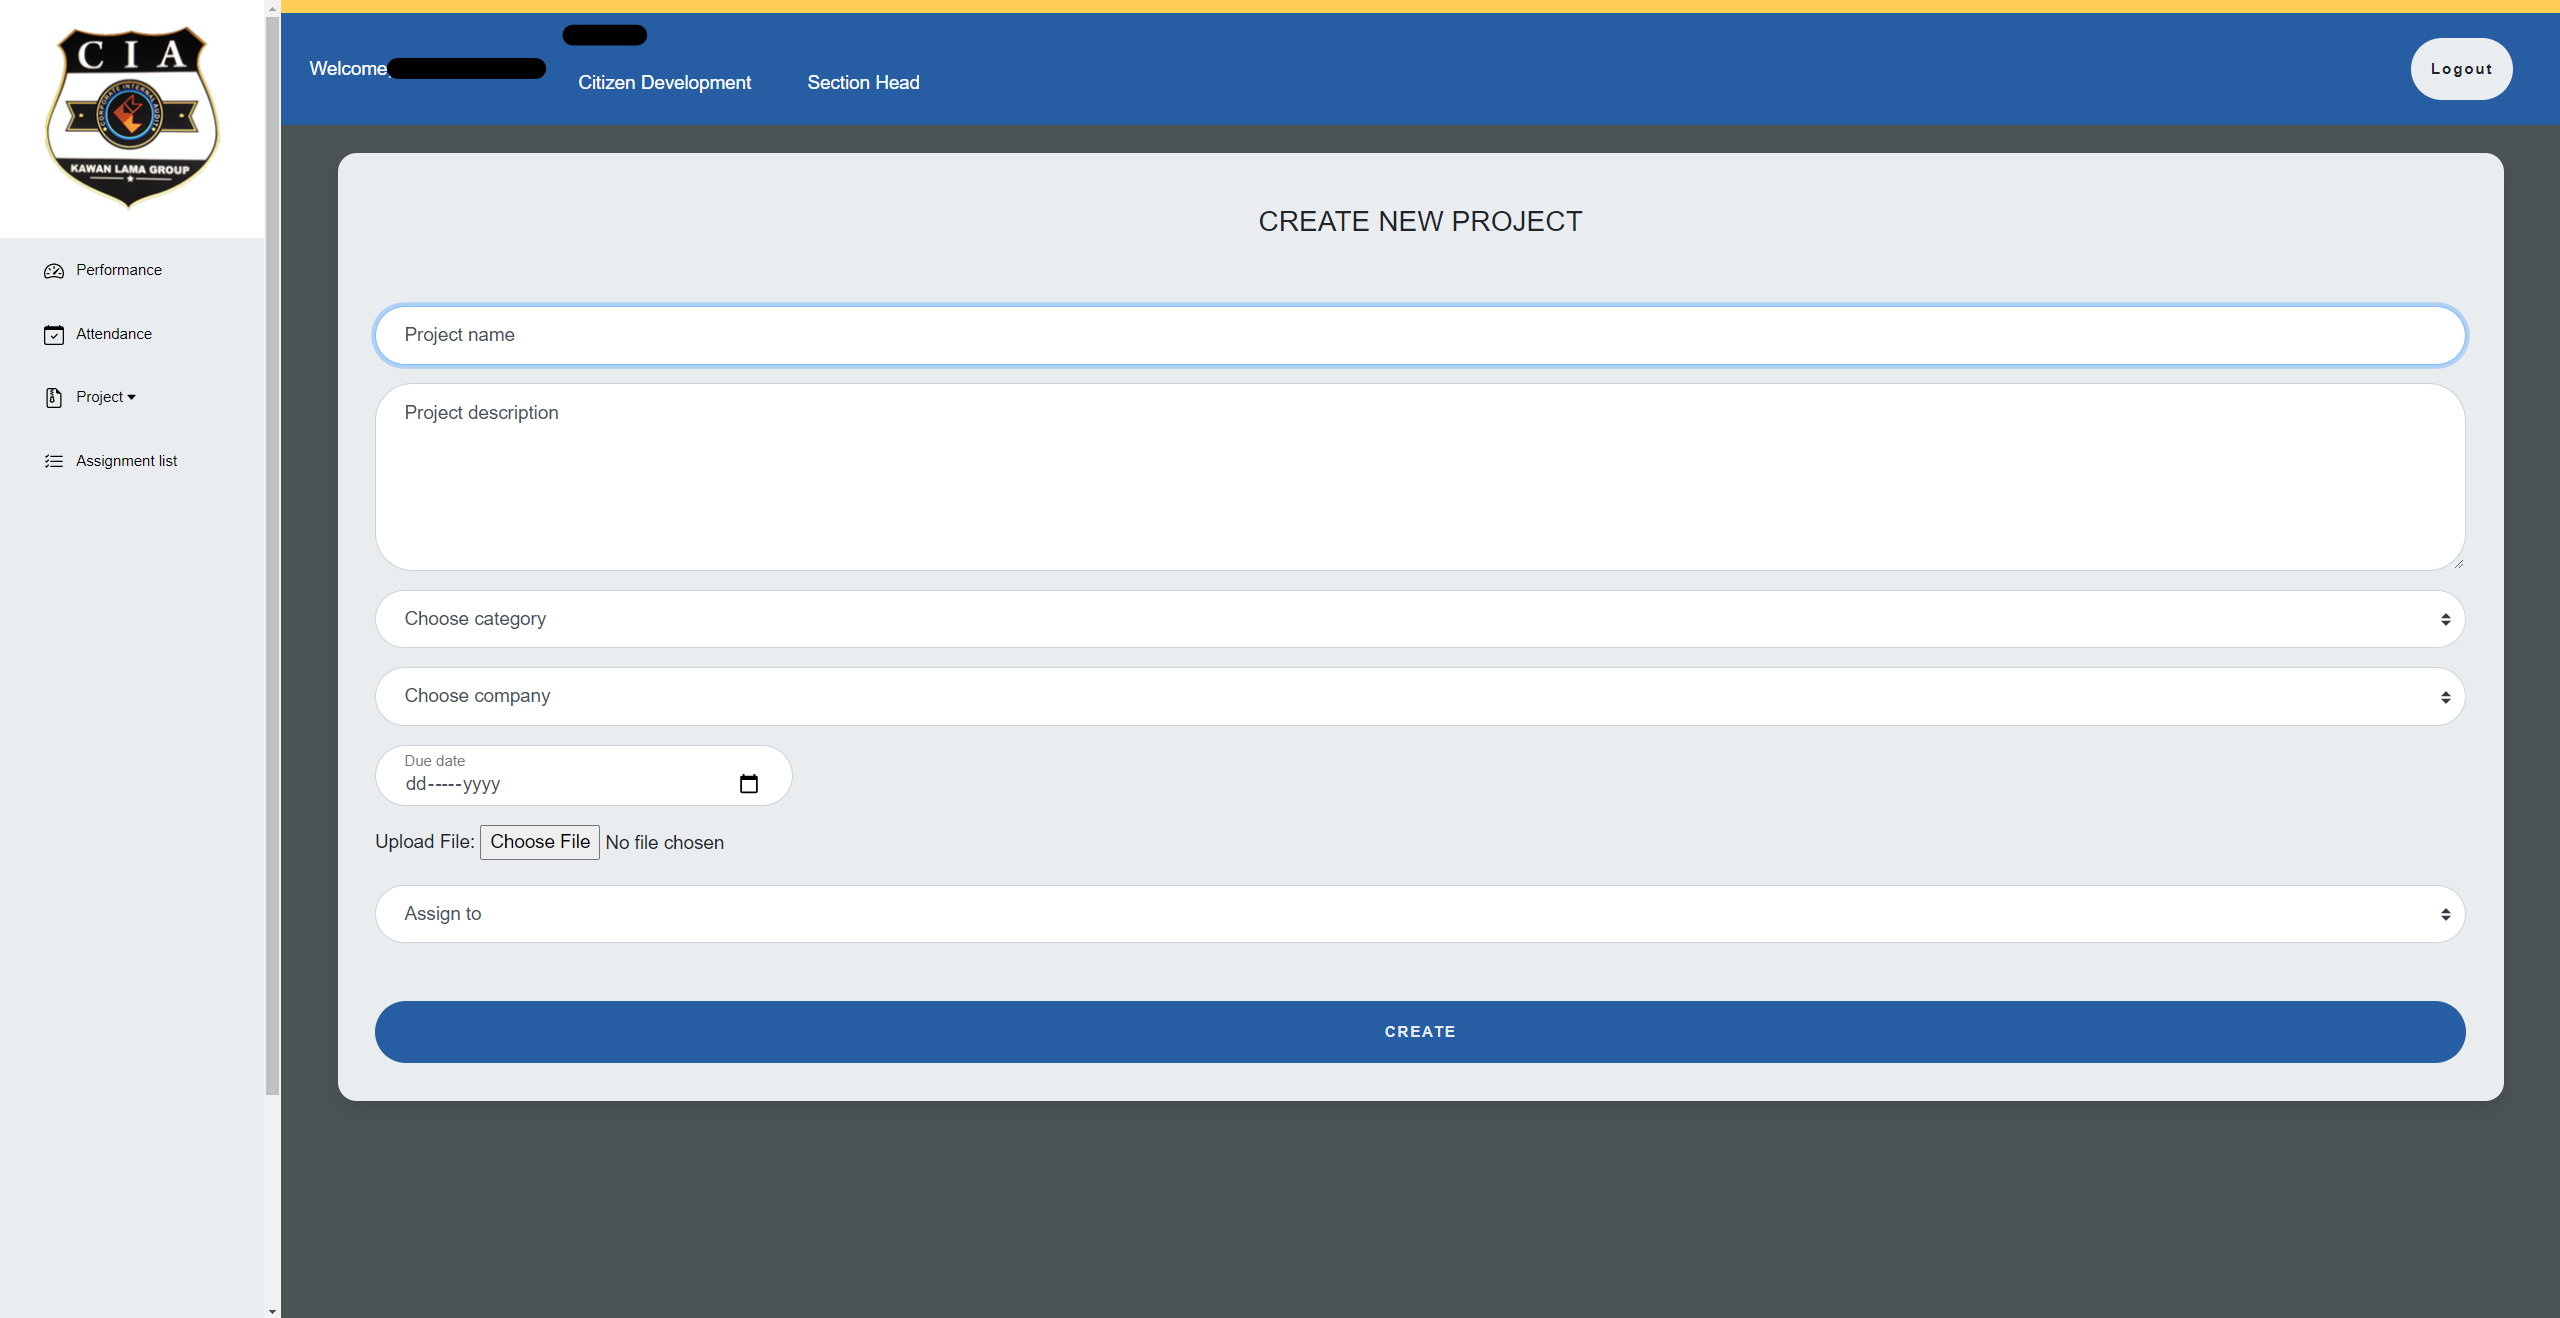 CIA
CORPORATE INTERNAL AUDIT
KAWAN LAMA GROUP
Performance
Attendance
Project
Assignment list
Welcome,
Citizen Development
Section Head
Logout
CREATE NEW PROJECT
Project name
Project description
Choose category
Choose company
Due date
dd-----yyyy
Upload File: Choose File No file chosen
Assign to
CREATE